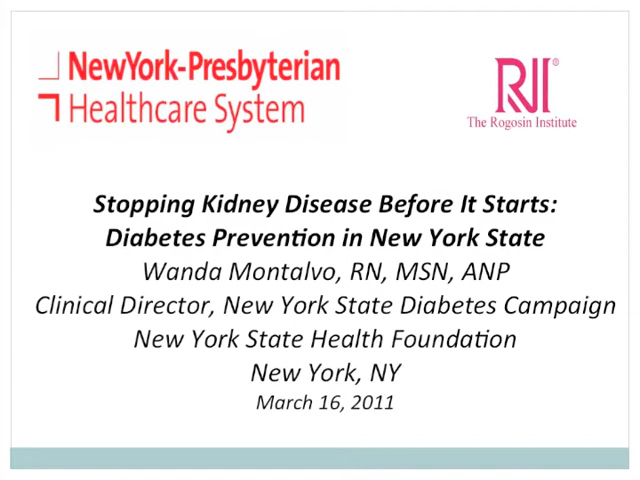 NewYork-Presbyterian
Healthcare System
RI®
The Rogosin Institute
Stopping Kidney Disease Before It Starts:
Diabetes Prevention in New York State
Wanda Montalvo, RN, MSN, ANP
Clinical Director, New York State Diabetes Campaign
New York State Health Foundation
New York, NY
March 16, 2011